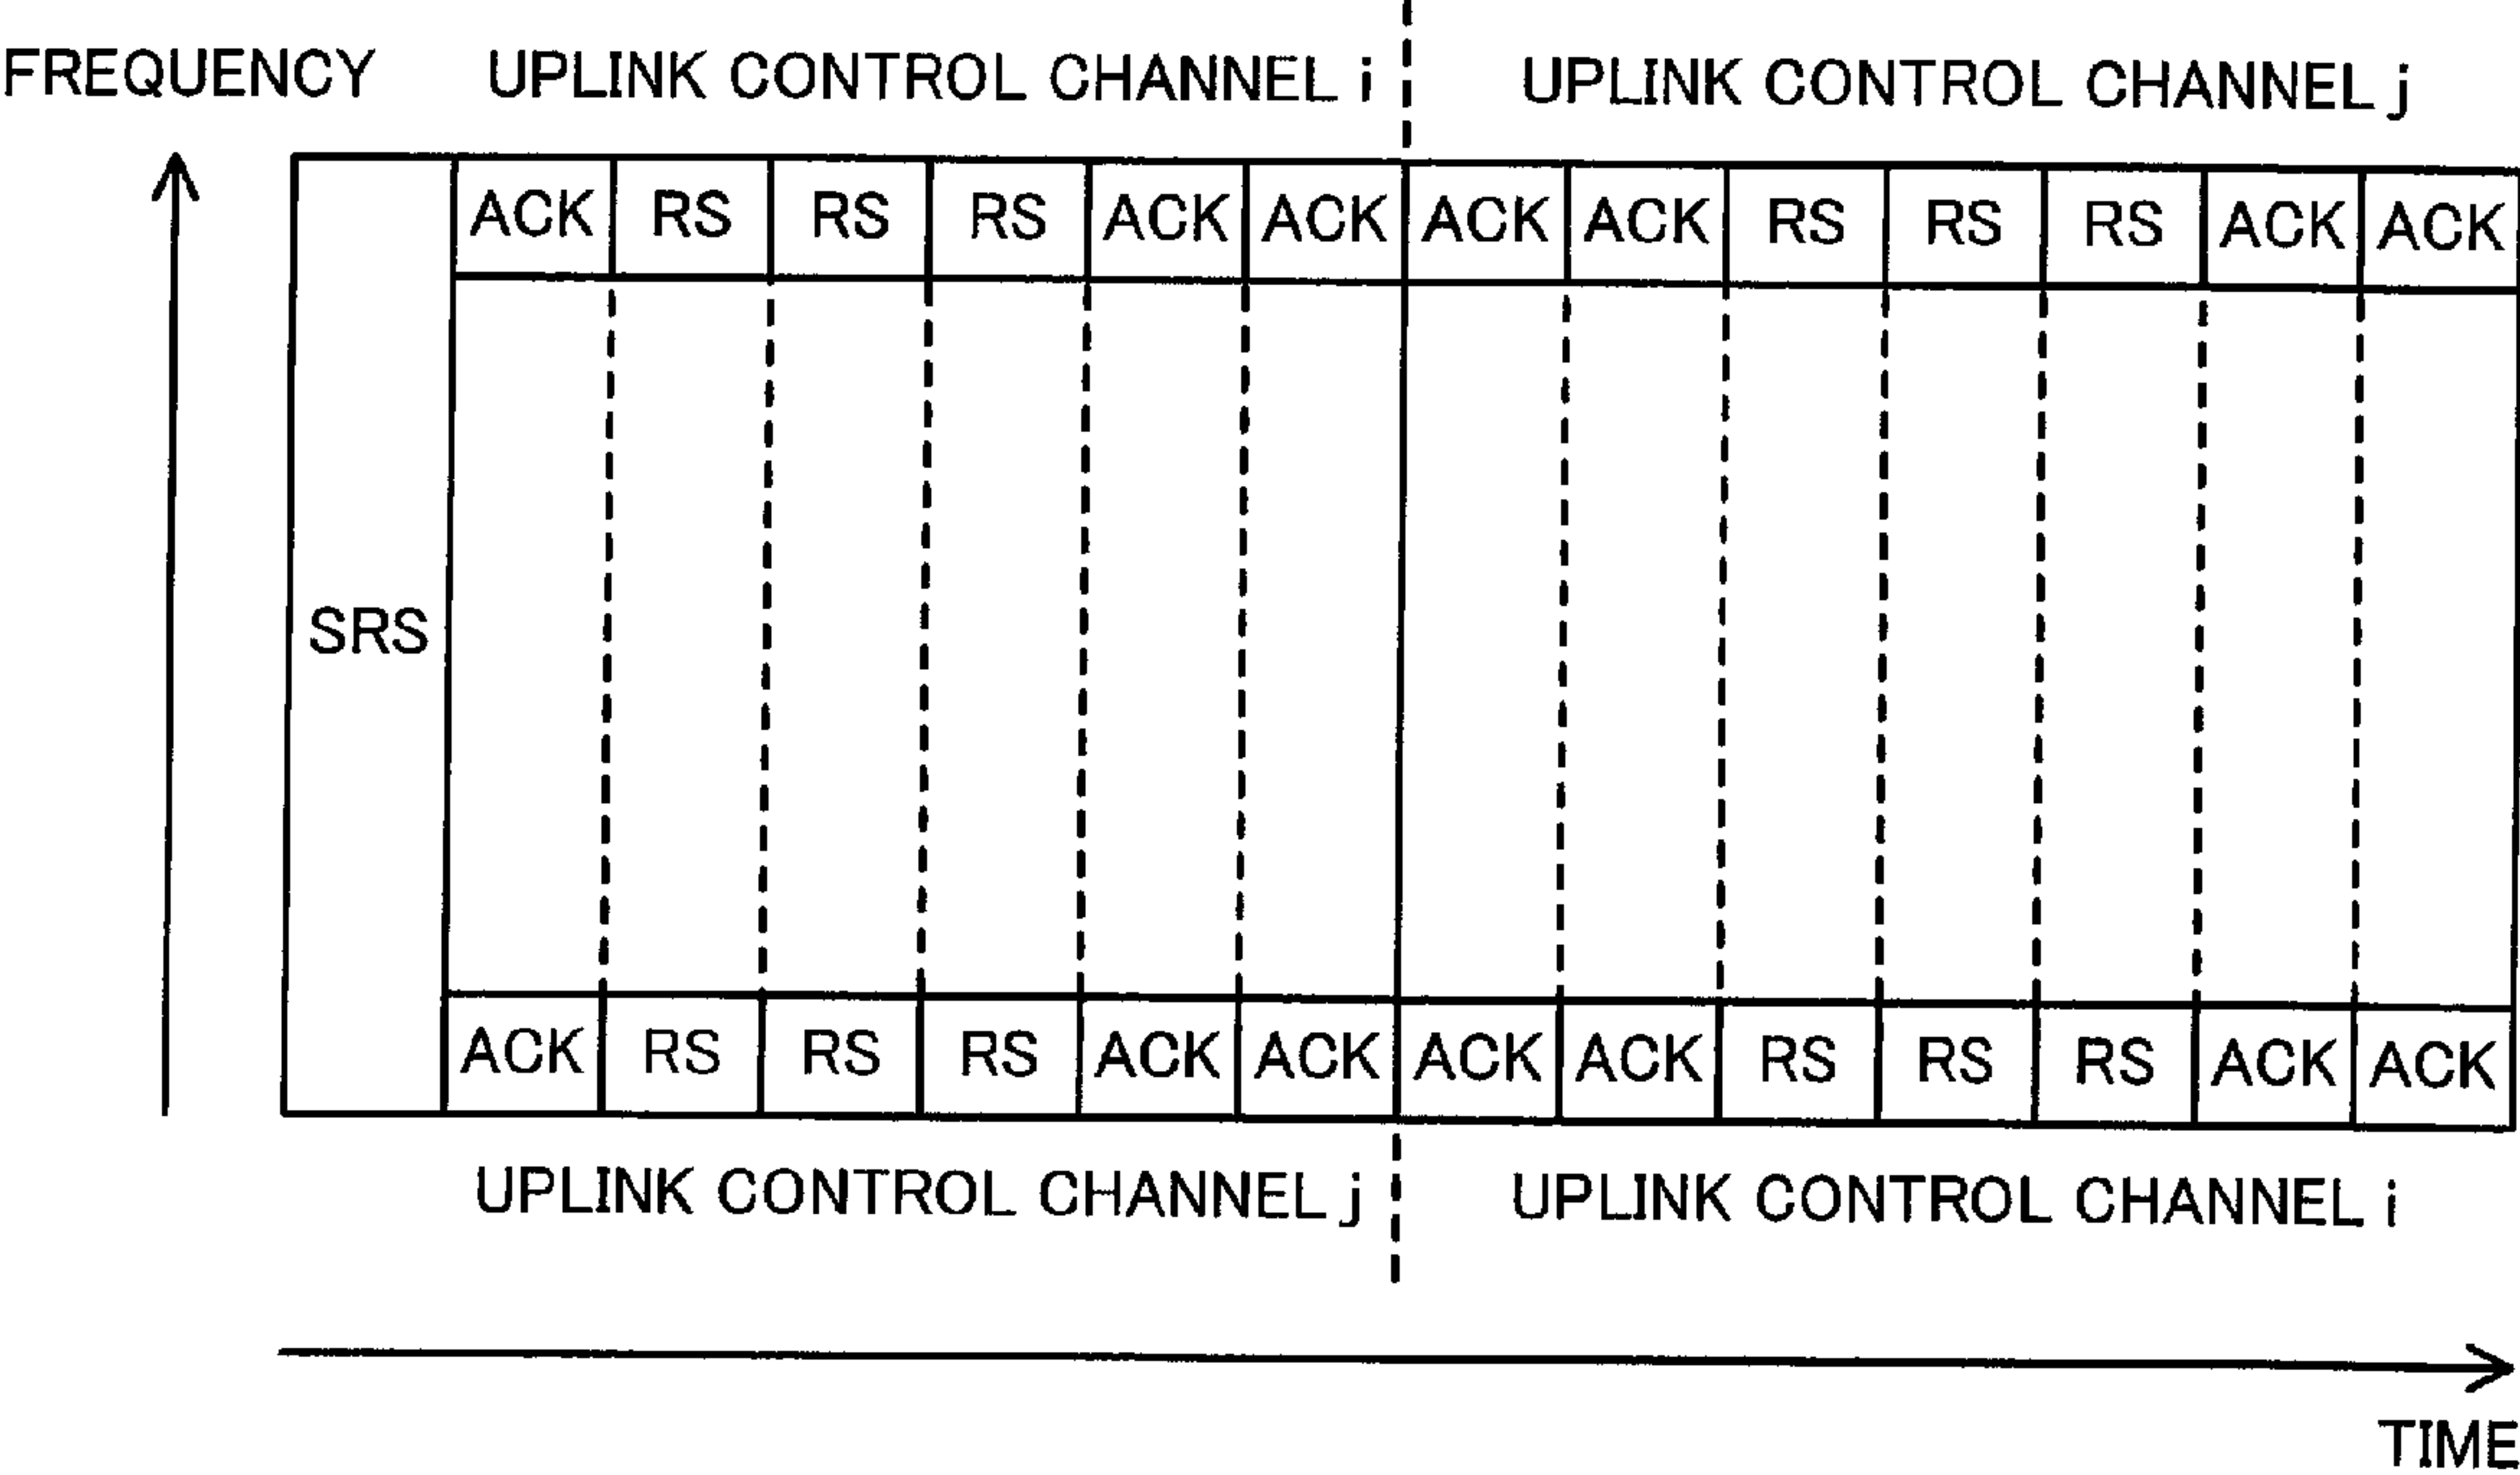 FREQUENCY
UPLINK CONTROL CHANNEL i
UPLINK CONTROL CHANNEL j
ACK RS RS RS ACK ACK ACK ACK RS RS RS ACK ACK
SRS
ACK RS RS RS ACK ACK ACK ACK RS RS RS ACK ACK
UPLINK CONTROL CHANNEL j
UPLINK CONTROL CHANNEL i
TIME